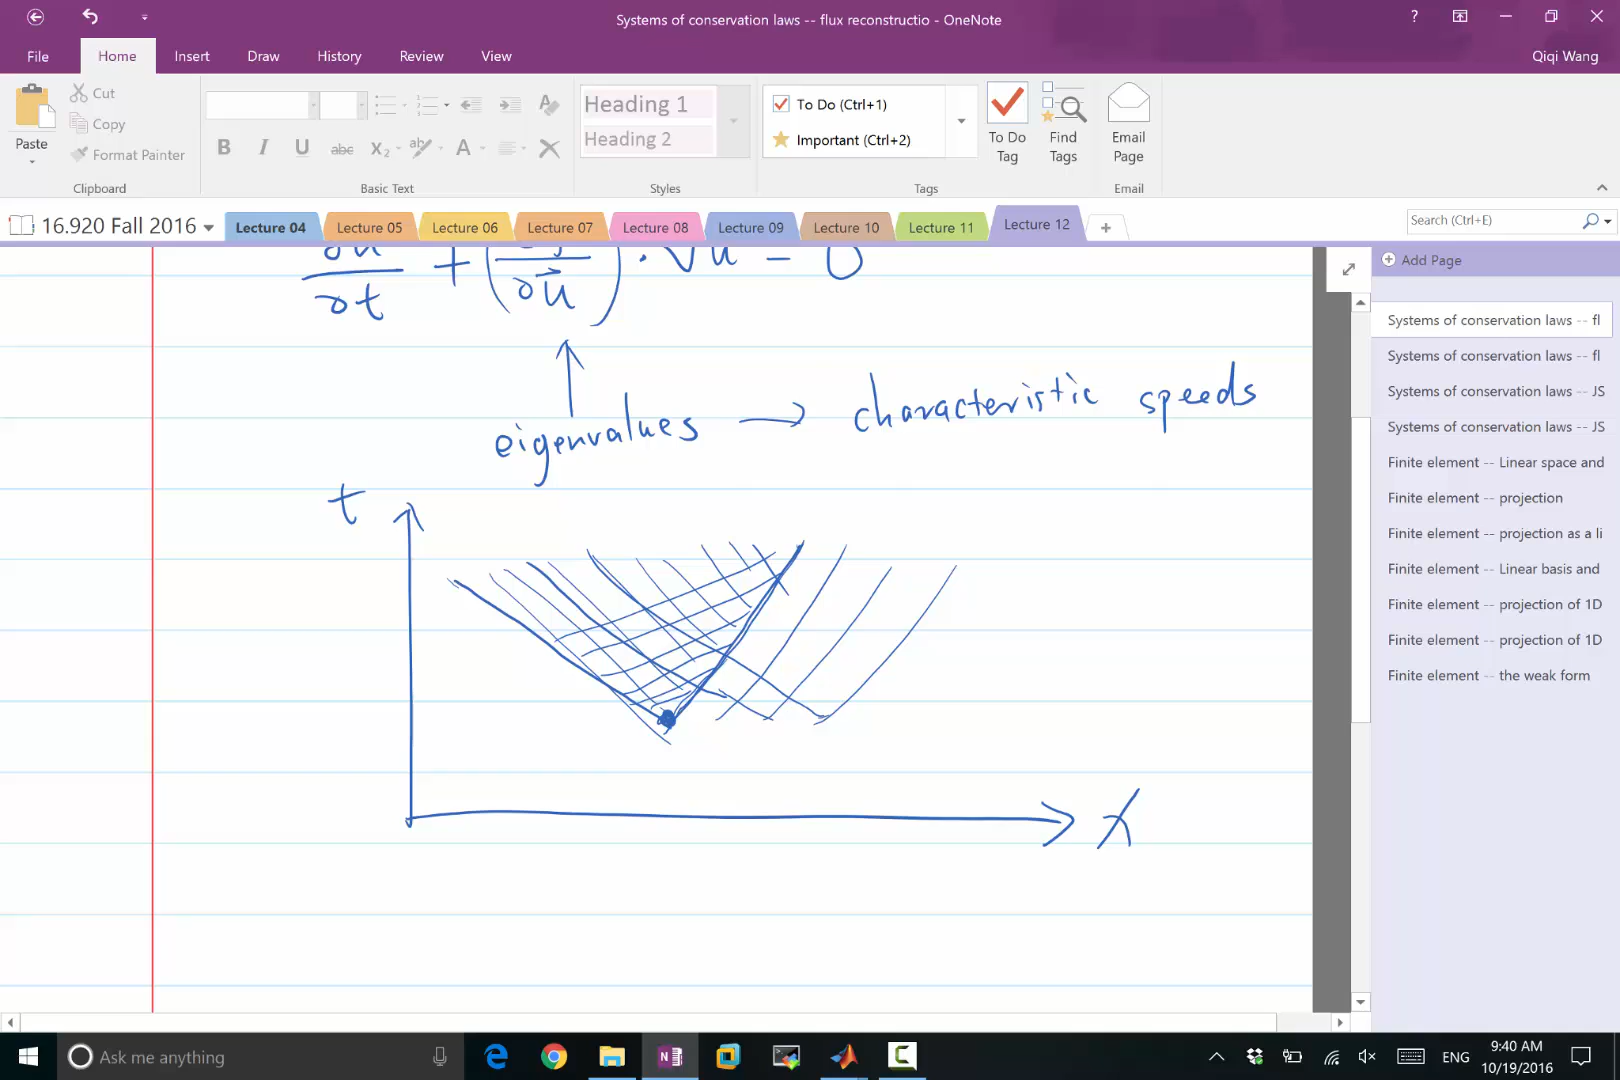 Systems of conservation laws -- flux reconstructio - OneNote
?
File
Home
Insert
Draw
History
Review
View
Qiqi Wang
Paste
Cut
Copy
Format Painter
Clipboard
B I U abc X₂ A
Basic Text
Heading 1
Heading 2
Styles
To Do (Ctrl+1)
Important (Ctrl+2)
To Do Tag
Find Tags
Tags
Email Page
Email
16.920 Fall 2016
Lecture 04
Lecture 05
Lecture 06
Lecture 07
Lecture 08
Lecture 09
Lecture 10
Lecture 11
Lecture 12
+
Search (Ctrl+E)
Add Page
Systems of conservation laws -- fl
Systems of conservation laws -- fl
Systems of conservation laws -- JS
Systems of conservation laws -- JS
Finite element -- Linear space and
Finite element -- projection
Finite element -- projection as a li
Finite element -- Linear basis and
Finite element -- projection of 1D
Finite element -- projection of 1D
Finite element -- the weak form
eigenvalues → characteristic speeds
t
x
Ask me anything
ENG
9:40 AM
10/19/2016